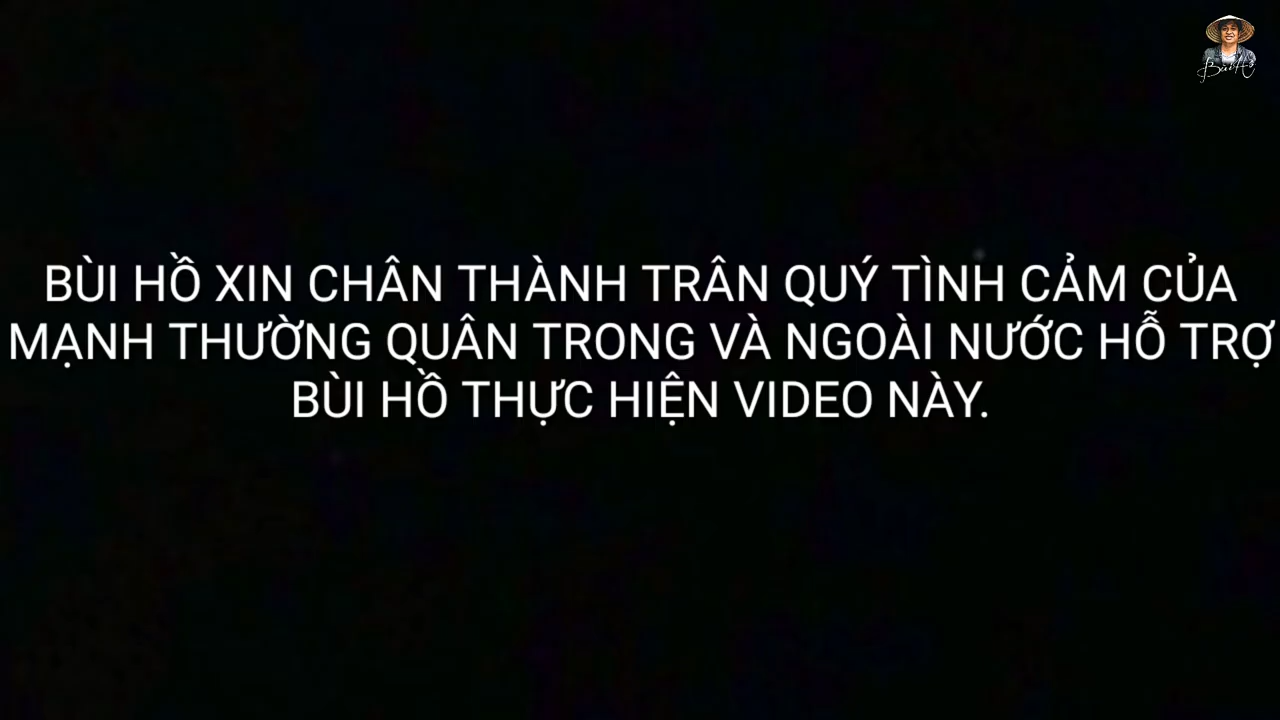 BÙI HỒ XIN CHÂN THÀNH TRÂN QUÝ TÌNH CẢM CỦA
MẠNH THƯỜNG QUÂN TRONG VÀ NGOÀI NƯỚC HỖ TRỢ
BÙI HỒ THỰC HIỆN VIDEO NÀY.